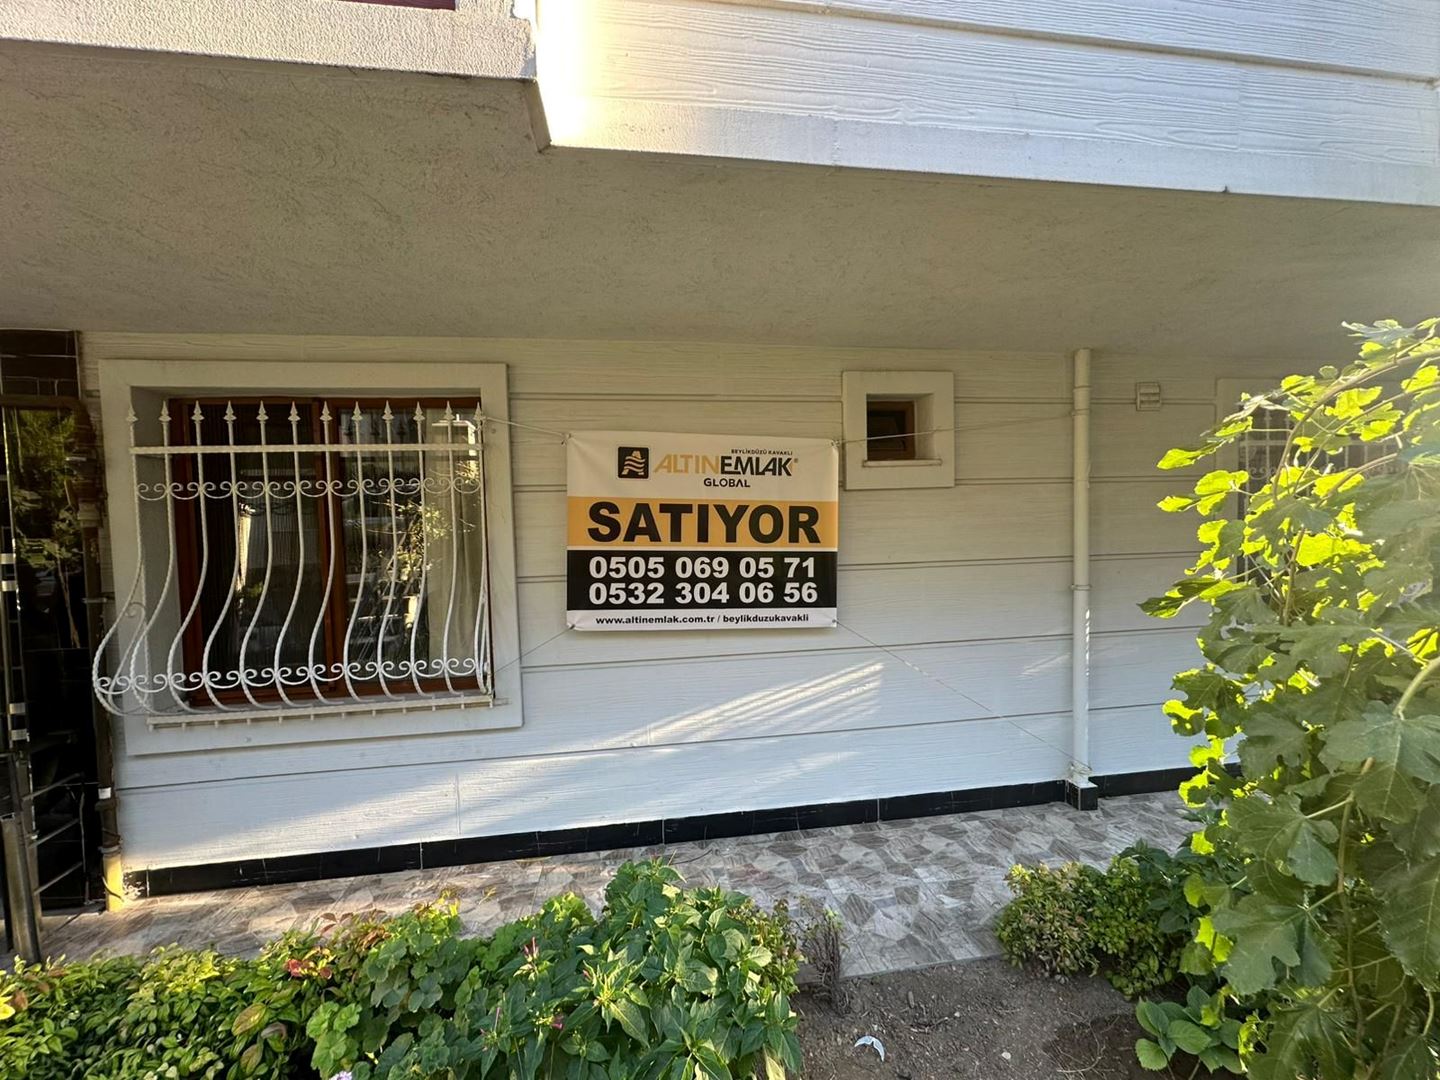 BEYLİKDÜZÜ KAVAKLI
ALTINEMLAK®
GLOBAL
SATIYOR
0505 069 05 71
0532 304 06 56
www.altinemlak.com.tr / beylikduzukavakli